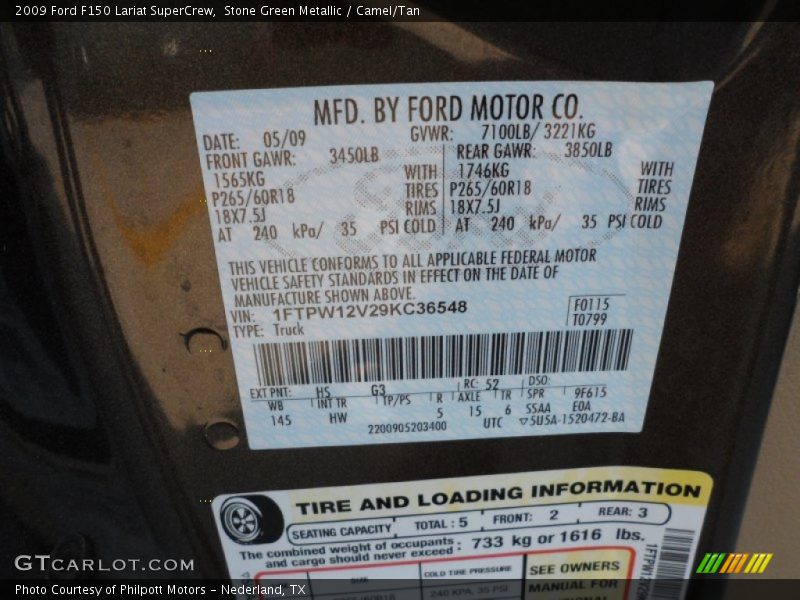 2009 Ford F150 Lariat SuperCrew, Stone Green Metallic / Camel/Tan
MFD. BY FORD MOTOR CO.
DATE: 05/09 GVWR: 7100LB/ 3221KG
FRONT GAWR: 3450LB REAR GAWR: 3850LB
1565KG WITH 1746KG WITH
P265/60R18 TIRES P265/60R18 TIRES
18X7.5J RIMS 18X7.5J RIMS
AT 240 kPa/ 35 PSI COLD AT 240 kPa/ 35 PSI COLD
THIS VEHICLE CONFORMS TO ALL APPLICABLE FEDERAL MOTOR
VEHICLE SAFETY STANDARDS IN EFFECT ON THE DATE OF
MANUFACTURE SHOWN ABOVE.
VIN: 1FTPW12V29KC36548 F0115
TYPE: Truck T0799
EXT PNT: HS G3 RC: 52 DSO:
WB INT TR TP/PS R AXLE TR SPR 9F615
145 HW 5 15 6 SSAA EOA
2200905203400 UTC ▽5U5A-1520472-BA
TIRE AND LOADING INFORMATION
SEATING CAPACITY TOTAL : 5 FRONT: 2 REAR: 3
The combined weight of occupants and cargo should never exceed : 733 kg or 1616 lbs.
SIZE COLD TIRE PRESSURE SEE OWNERS
240 KPA, 35 PSI MANUAL FOR
GTcarlot.com
Photo Courtesy of Philpott Motors – Nederland, TX